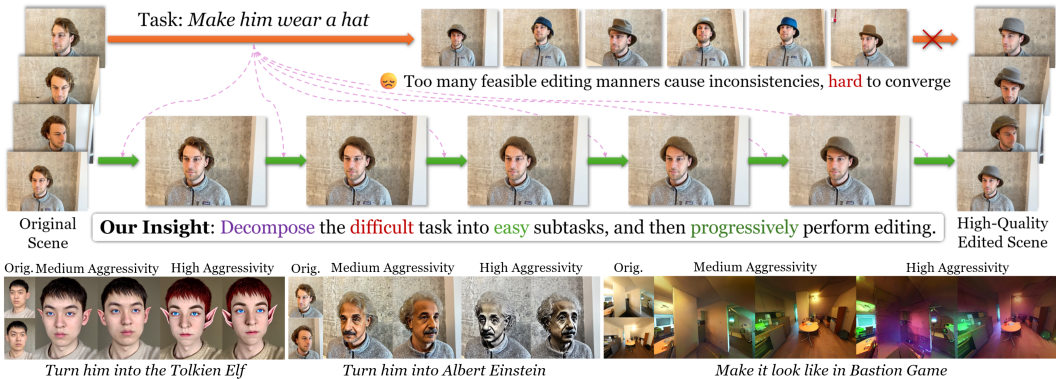 Task: Make him wear a hat
Too many feasible editing manners cause inconsistencies, hard to converge
Original
Scene
Our Insight: Decompose the difficult task into easy subtasks, and then progressively perform editing.
High-Quality
Edited Scene
Orig. Medium Aggressivity High Aggressivity
Orig. Medium Aggressivity High Aggressivity
Orig. Medium Aggressivity High Aggressivity
Turn him into the Tolkien Elf
Turn him into Albert Einstein
Make it look like in Bastion Game